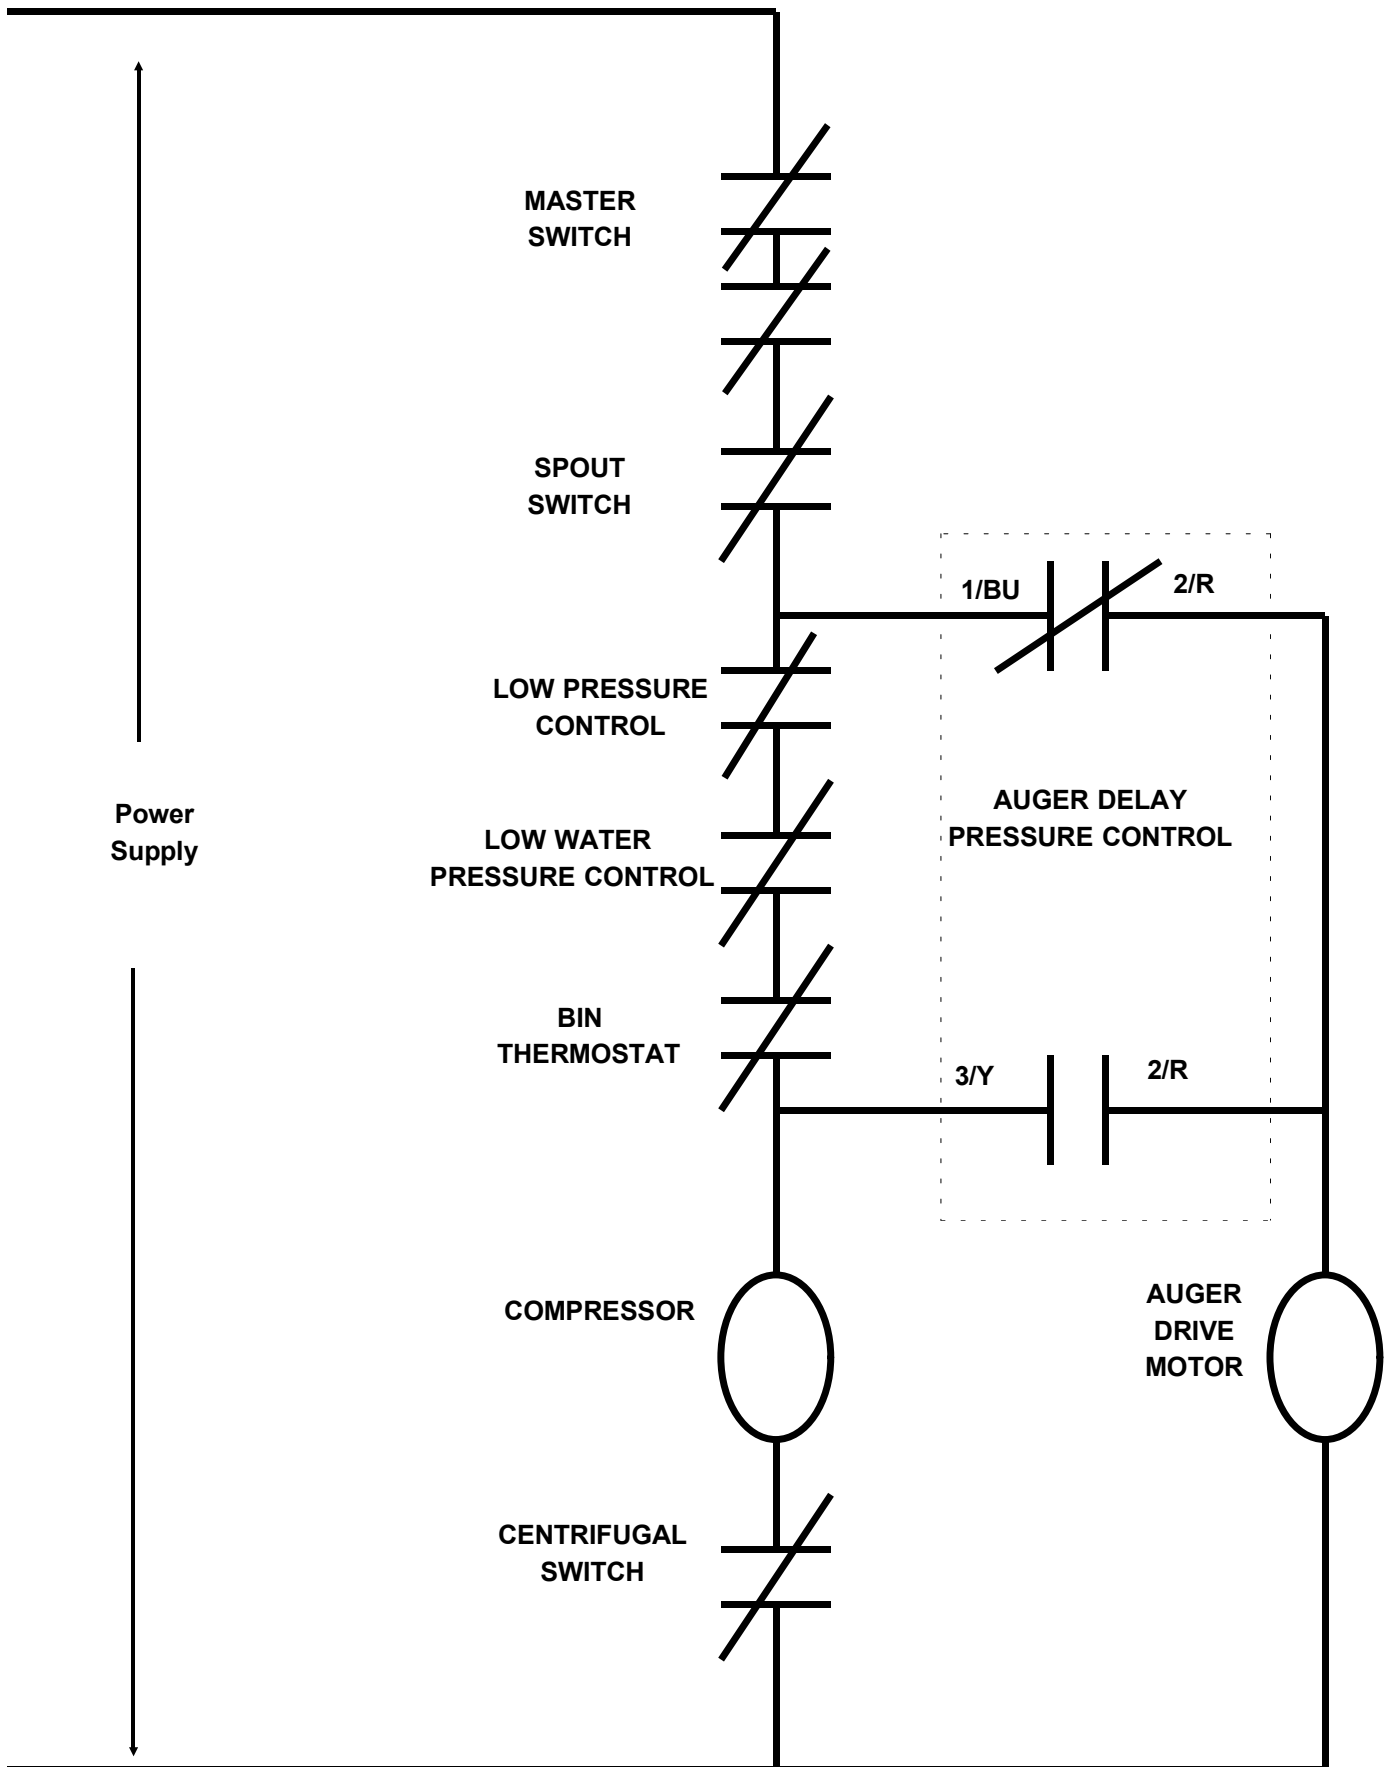 MASTER
SWITCH
SPOUT
SWITCH
1/BU
2/R
LOW PRESSURE
CONTROL
AUGER DELAY
PRESSURE CONTROL
Power
Supply
LOW WATER
PRESSURE CONTROL
BIN
THERMOSTAT
3/Y
2/R
COMPRESSOR
AUGER
DRIVE
MOTOR
CENTRIFUGAL
SWITCH